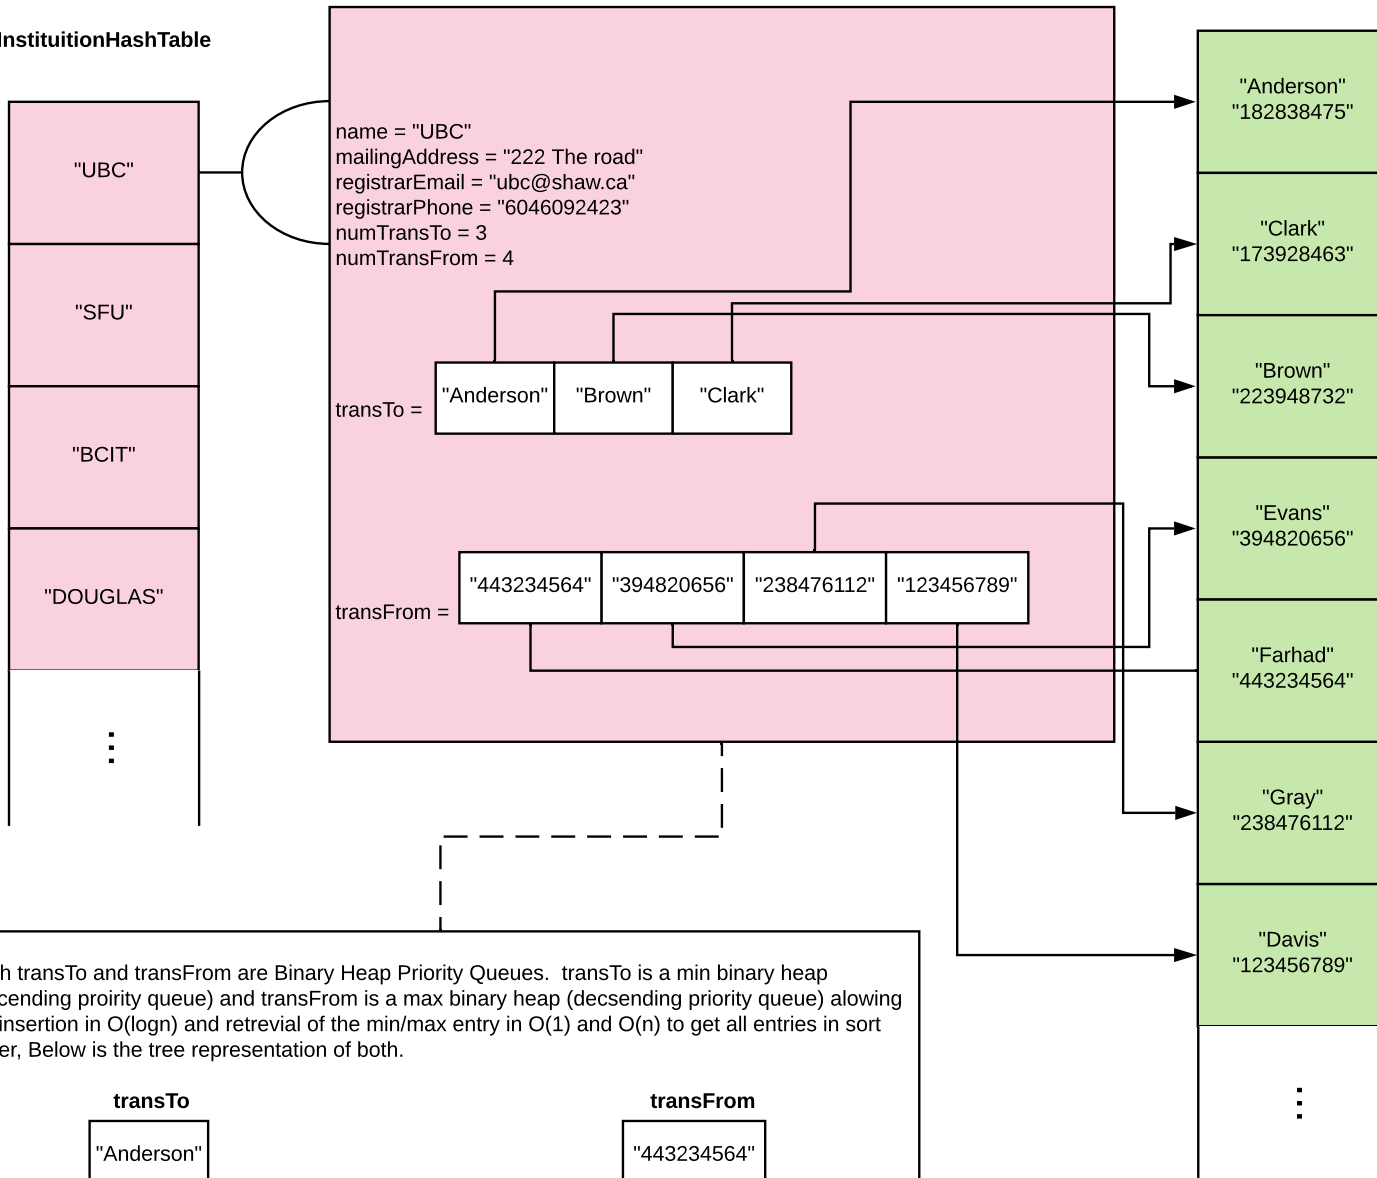 InstituitionHashTable
"UBC"
"SFU"
"BCIT"
"DOUGLAS"
name = "UBC"
mailingAddress = "222 The road"
registrarEmail = "ubc@shaw.ca"
registrarPhone = "6046092423"
numTransTo = 3
numTransFrom = 4
transTo =
"Anderson" "Brown" "Clark"
transFrom =
"443234564" "394820656" "238476112" "123456789"
"Anderson"
"182838475"
"Clark"
"173928463"
"Brown"
"223948732"
"Evans"
"394820656"
"Farhad"
"443234564"
"Gray"
"238476112"
"Davis"
"123456789"
h transTo and transFrom are Binary Heap Priority Queues.  transTo is a min binary heap
cending proirity queue) and transFrom is a max binary heap (decsending priority queue) alowing
insertion in O(logn) and retrevial of the min/max entry in O(1) and O(n) to get all entries in sort
er, Below is the tree representation of both.
transTo
"Anderson"
transFrom
"443234564"